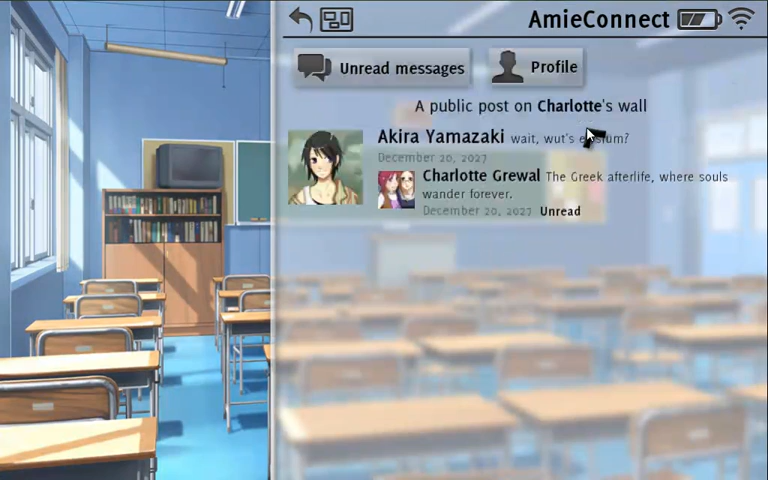 AmieConnect
Unread messages
Profile
A public post on Charlotte's wall
Akira Yamazaki wait, wut's elysium?
December 20, 2027
Charlotte Grewal The Greek afterlife, where souls
wander forever.
December 20, 2027 Unread